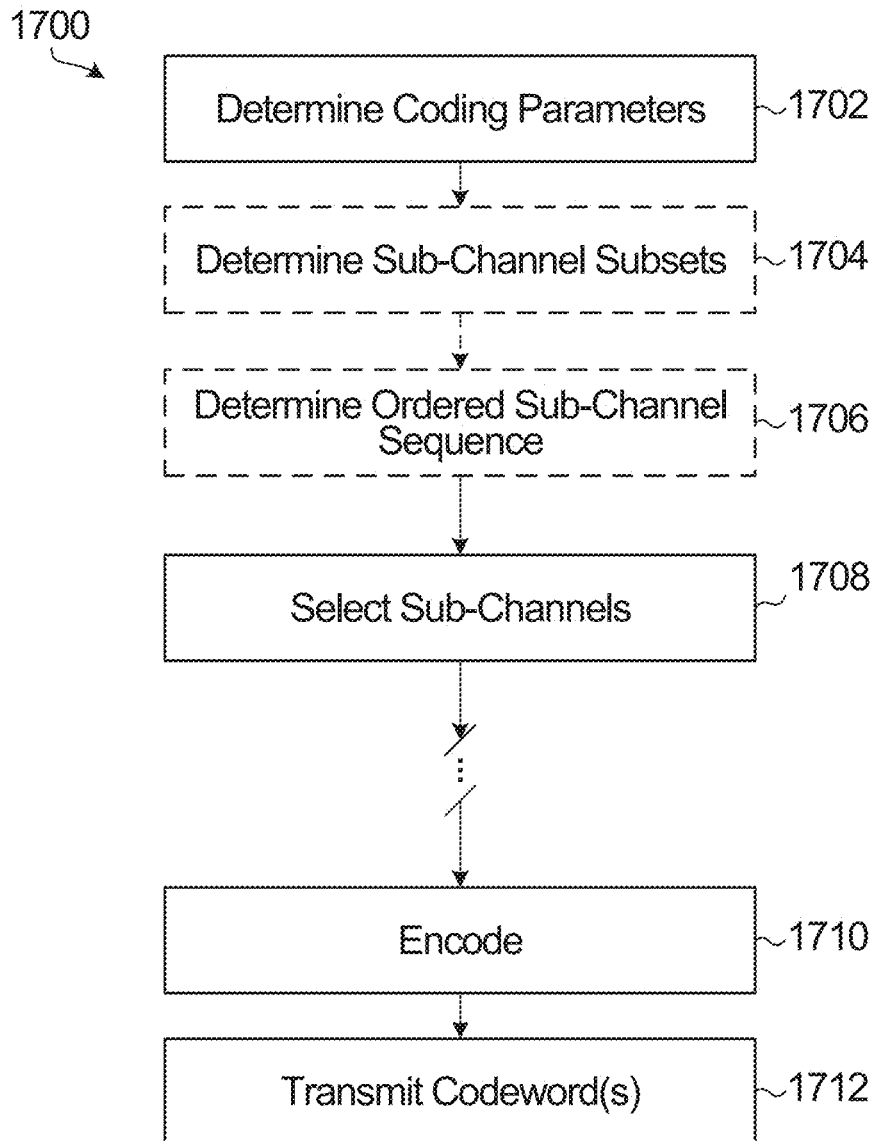 1700
Determine Coding Parameters
1702
Determine Sub-Channel Subsets
1704
Determine Ordered Sub-Channel
Sequence
1706
Select Sub-Channels
1708
Encode
1710
Transmit Codeword(s)
1712